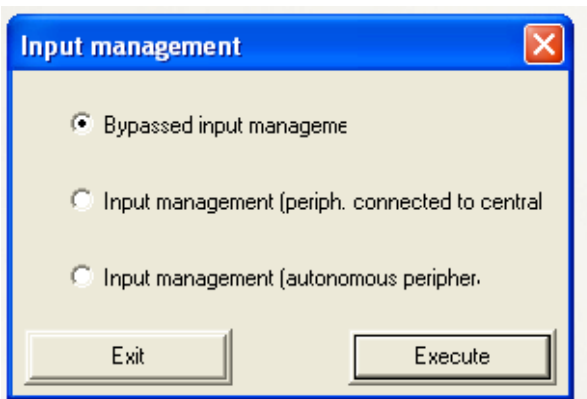 Input management
Bypassed input manageme
Input management (periph. connected to central
Input management (autonomous peripher
Exit
Execute